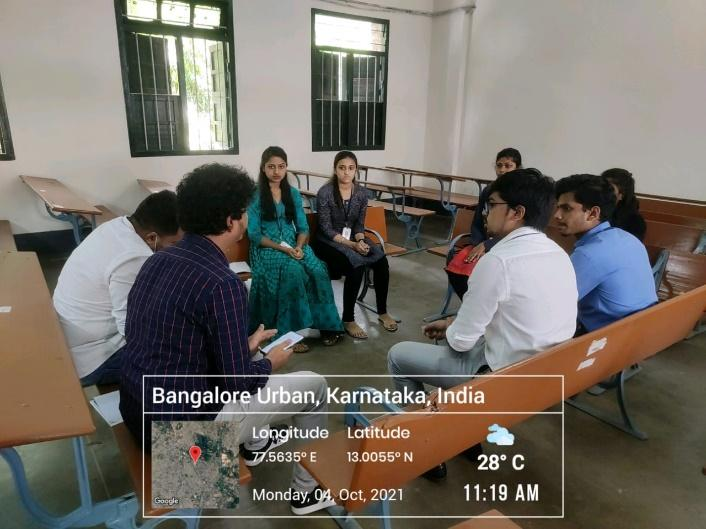 Bangalore Urban, Karnataka, India
Longitude Latitude
77.5635° E 13.0055° N
28° C
Monday, 04, Oct, 2021
11:19 AM
Google